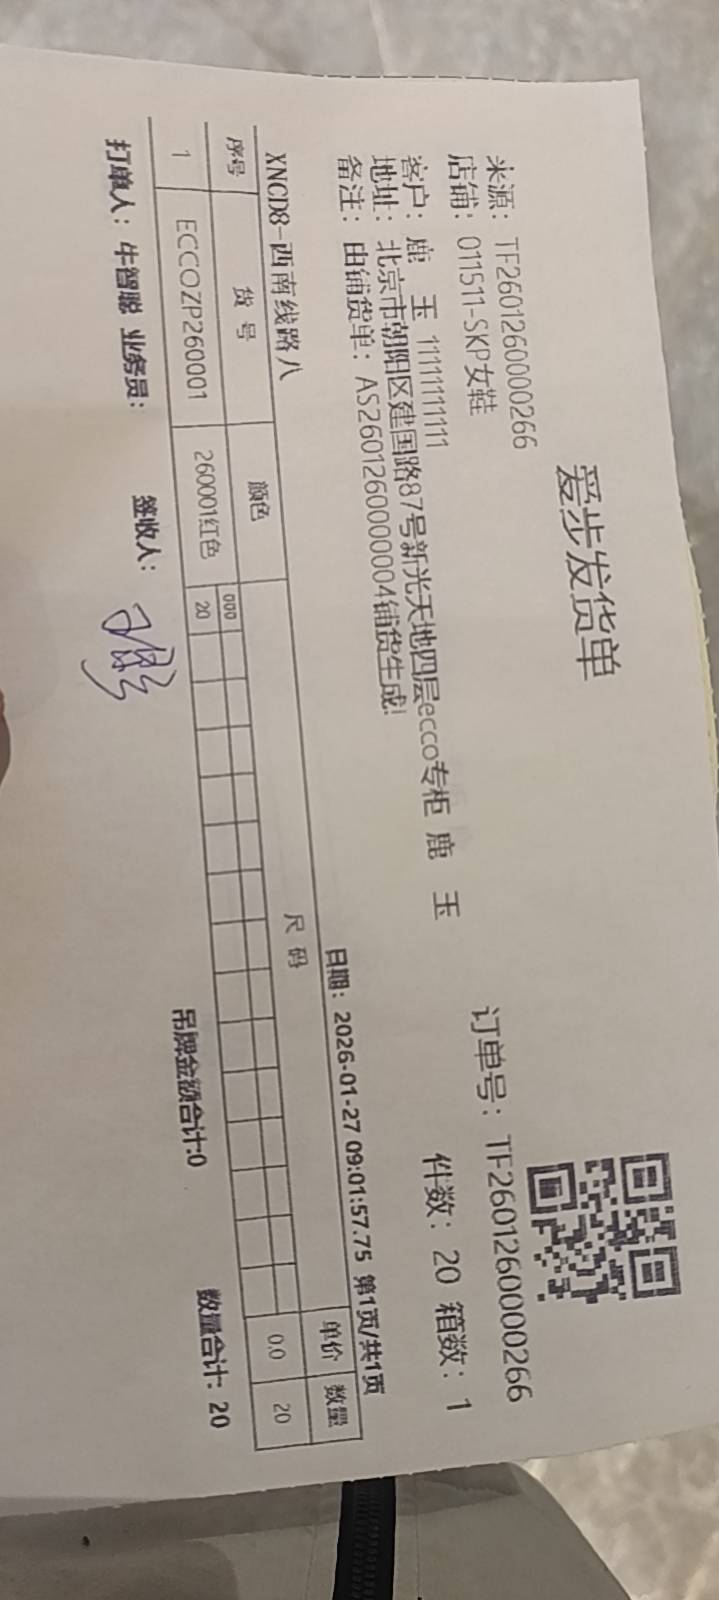 爱步发货单
来源：TF2601260000266
订单号：TF2601260000266
店铺：011511-SKP女鞋
件数：20 箱数：1
客户：鹿 玉 11111111111
地址：北京市朝阳区建国路87号新光天地四层ecco专柜 鹿 玉
备注：由铺货单：AS2601260000004铺货生成!
XNCD8-西南线路八
日期：2026-01-27 09:01:57.75 第1页/共1页
序号 货号 颜色 尺码 单价 数量
000
1 ECCOZP260001 260001红色 20 0.0 20
吊牌金额合计:0 数量合计：20
打单人：牛智聪 业务员： 签收人：